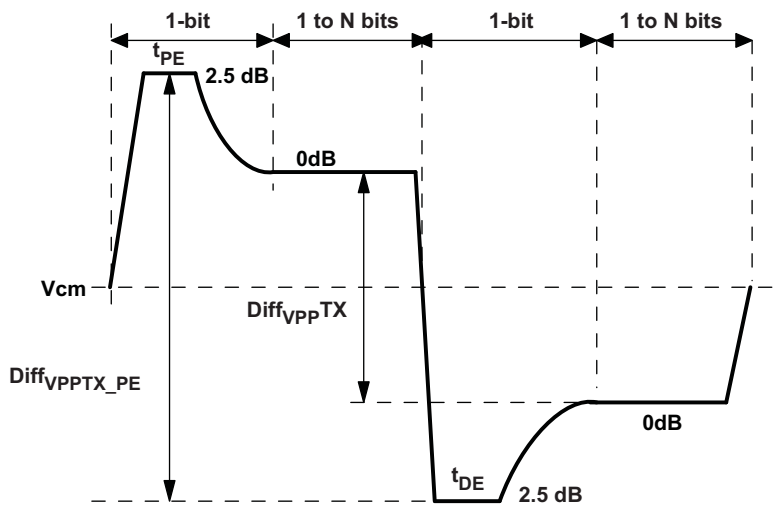 1-bit
1 to N bits
1-bit
1 to N bits
tPE
2.5 dB
0dB
Vcm
DiffVPPTX
DiffVPPTX_PE
0dB
tDE
2.5 dB